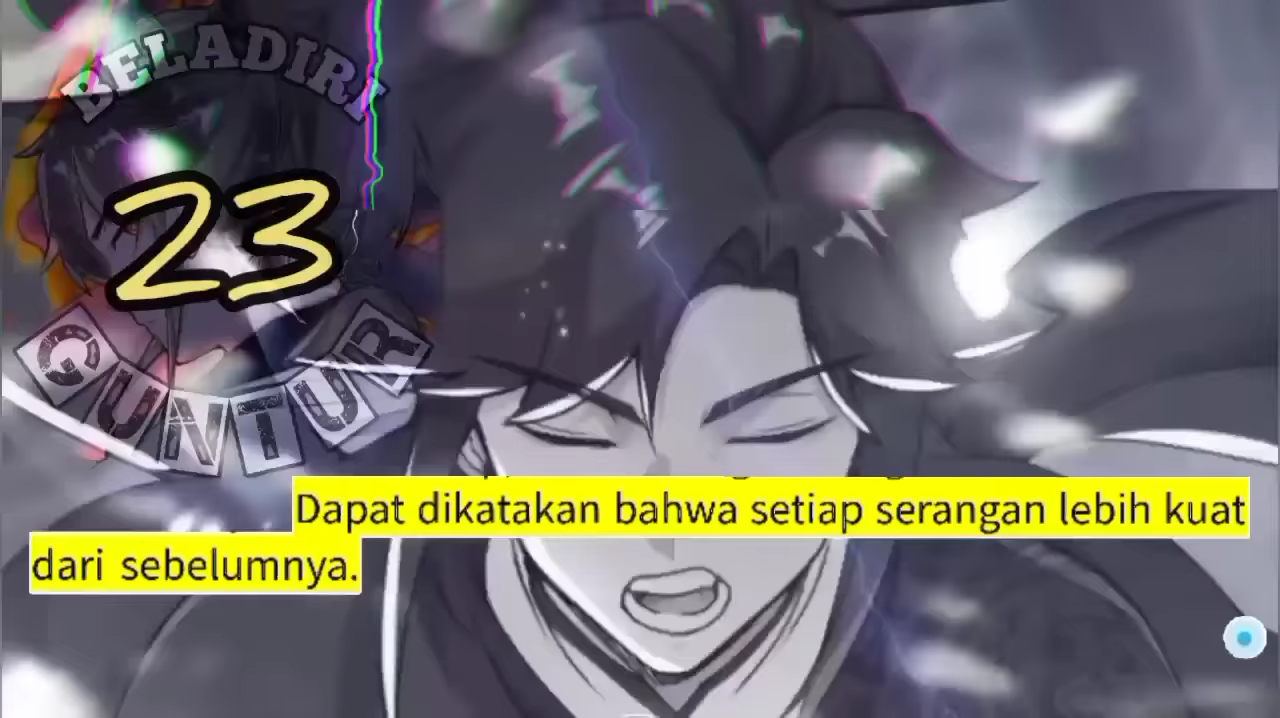 BELADIRI
23
GUNTUR
Dapat dikatakan bahwa setiap serangan lebih kuat
dari sebelumnya.